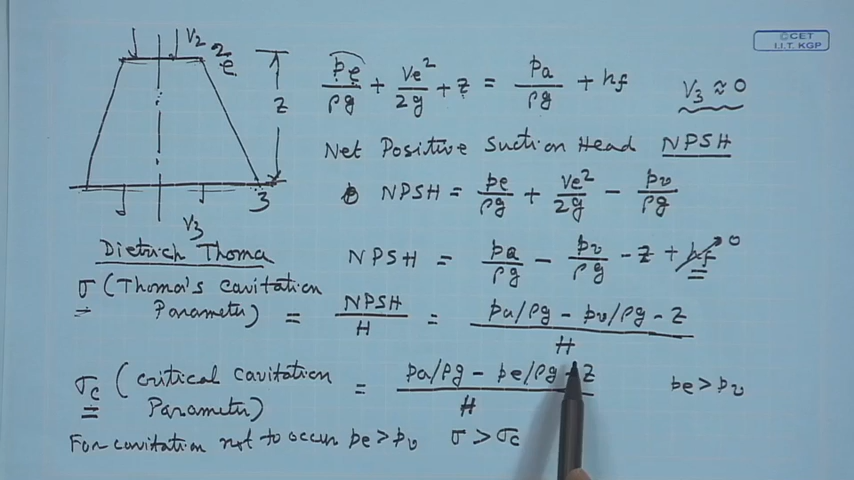 ©CET
I.I.T. KGP
V₂ 2
e
z
3
V₃
pe/ρg + Ve²/2g + z = pa/ρg + hf
V₃ ≈ 0
Net Positive Suction Head NPSH
NPSH = pe/ρg + Ve²/2g − pv/ρg
Dietrich Thoma
NPSH = pa/ρg − pv/ρg − z + hf 0
σ (Thoma's cavitation
Parameter) = NPSH/H = pa/ρg − pv/ρg − z / H
σc (critical cavitation
Parameter) = pa/ρg − pe/ρg − z / H
pe > pv
For cavitation not to occur pe > pv σ > σc